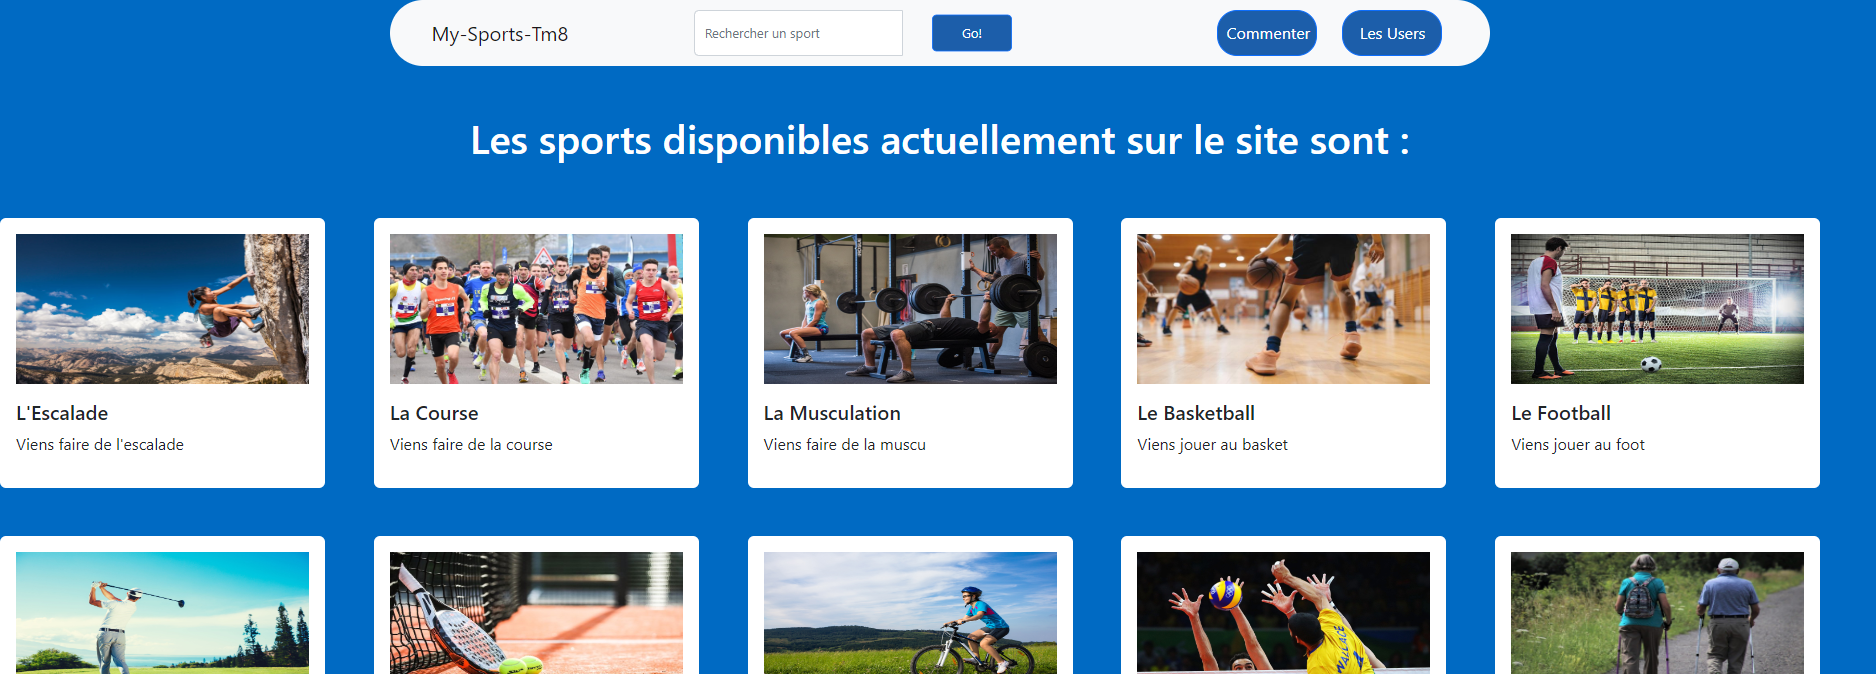 My-Sports-Tm8
Rechercher un sport
Go!
Commenter
Les Users
Les sports disponibles actuellement sur le site sont :
L'Escalade
Viens faire de l'escalade
La Course
Viens faire de la course
La Musculation
Viens faire de la muscu
Le Basketball
Viens jouer au basket
Le Football
Viens jouer au foot
WALLACE